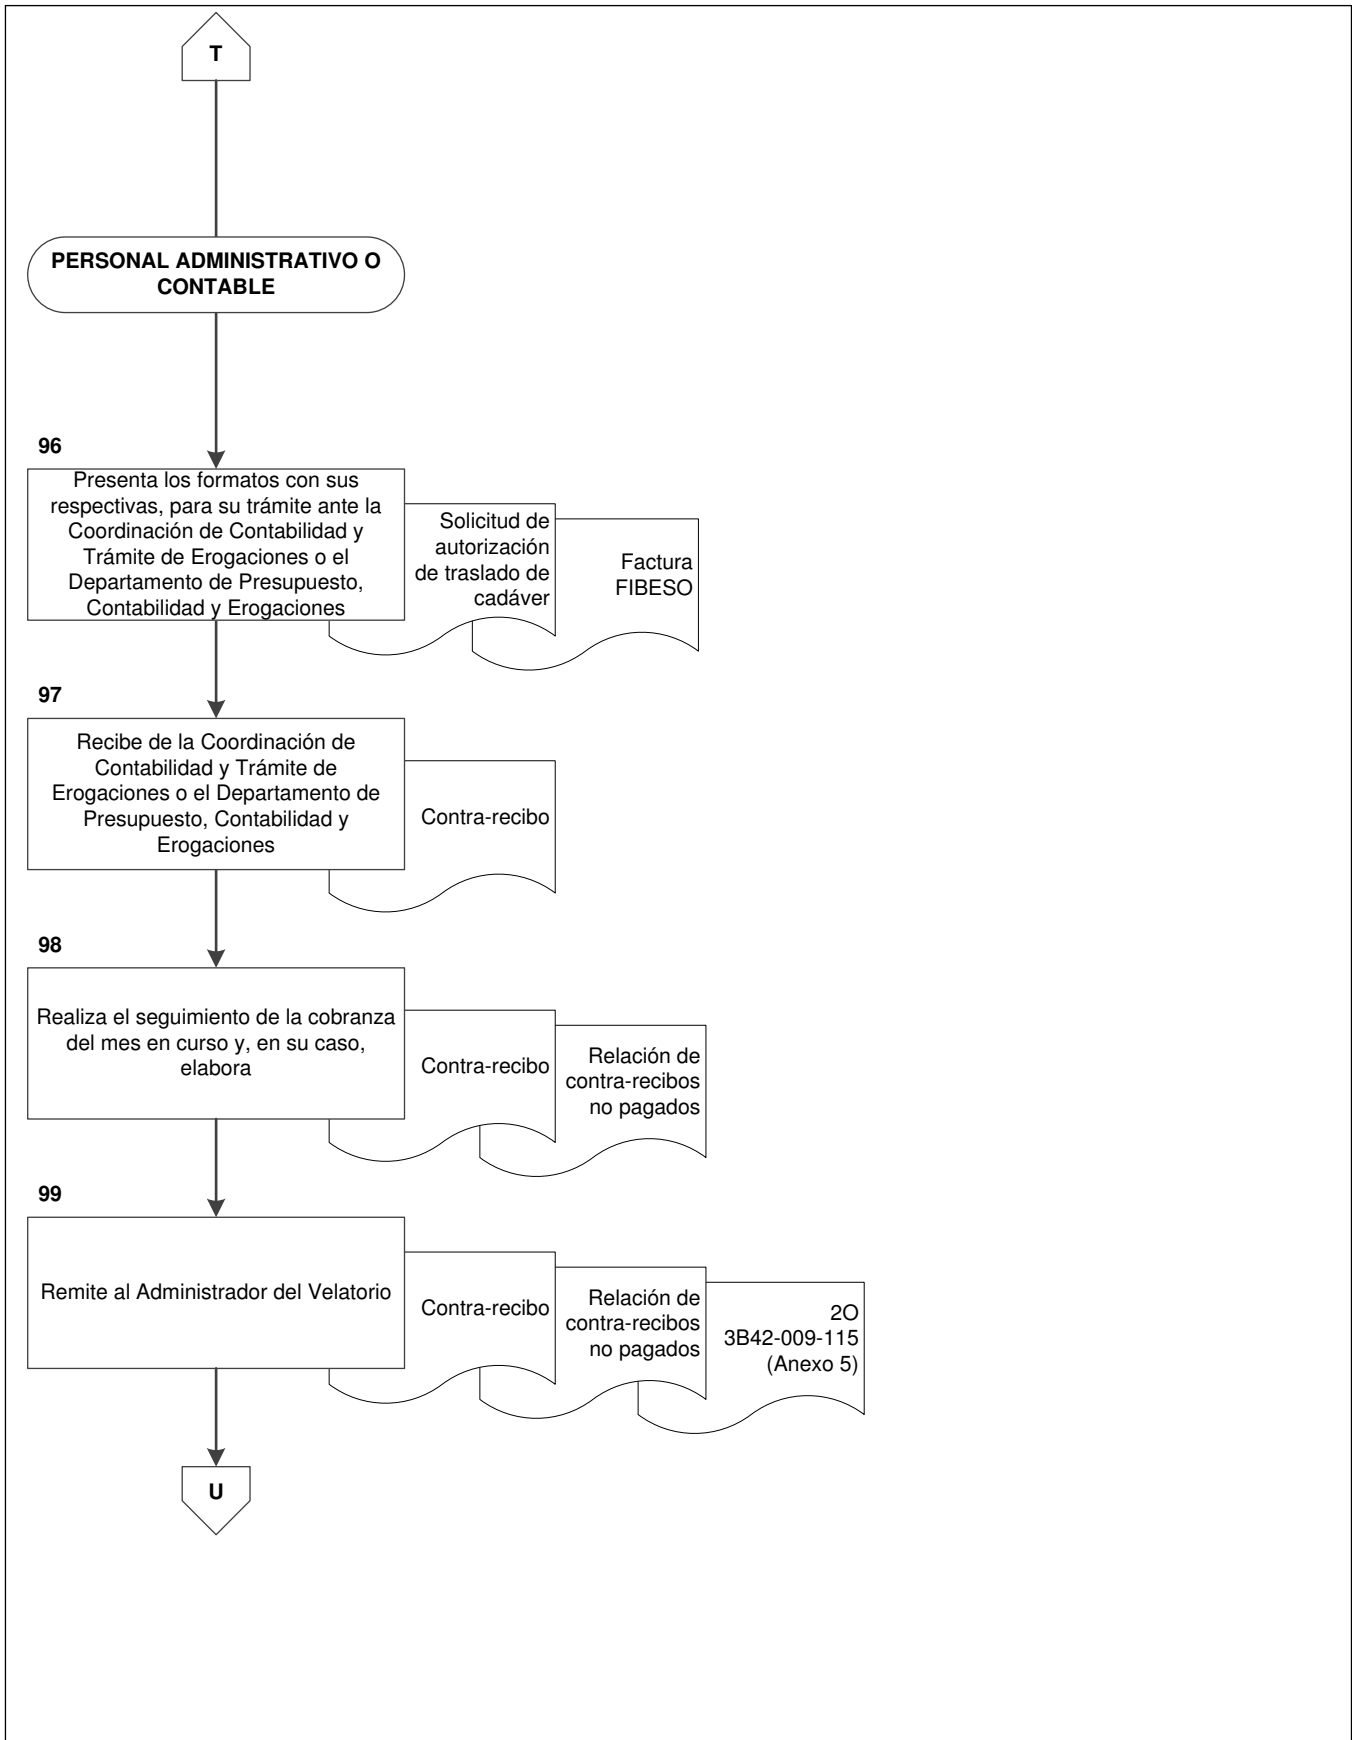 T
PERSONAL ADMINISTRATIVO O
CONTABLE
96
Presenta los formatos con sus
respectivas, para su trámite ante la
Coordinación de Contabilidad y
Trámite de Erogaciones o el
Departamento de Presupuesto,
Contabilidad y Erogaciones
Solicitud de
autorización
de traslado de
cadáver
Factura
FIBESO
97
Recibe de la Coordinación de
Contabilidad y Trámite de
Erogaciones o el Departamento de
Presupuesto, Contabilidad y
Erogaciones
Contra-recibo
98
Realiza el seguimiento de la cobranza
del mes en curso y, en su caso,
elabora
Contra-recibo
Relación de
contra-recibos
no pagados
99
Remite al Administrador del Velatorio
Contra-recibo
Relación de
contra-recibos
no pagados
2O
3B42-009-115
(Anexo 5)
U